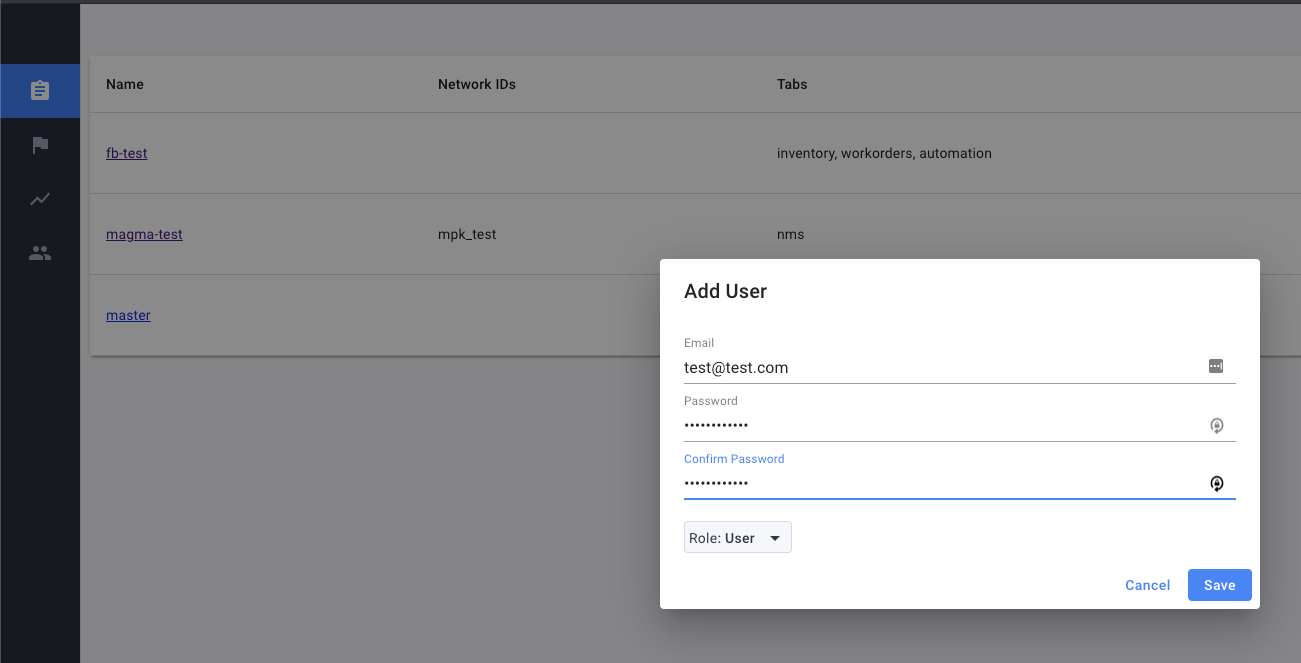 Name Network IDs Tabs
fb-test inventory, workorders, automation
magma-test mpk_test nms
master
Add User
Email
test@test.com
Password
••••••••••••
Confirm Password
••••••••••••
Role: User
Cancel Save